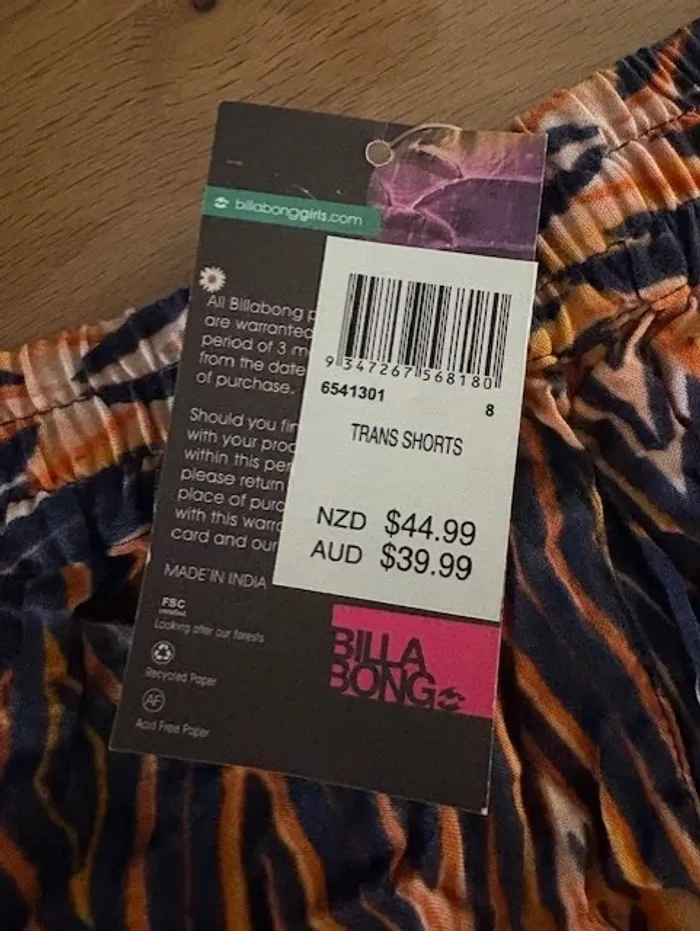 billabonggirls.com
All Billabong p
are warranted
period of 3 m
from the date
of purchase.
Should you fin
with your prod
within this per
please return
place of purc
with this warra
card and our
MADE IN INDIA
FSC
Looking after our forests
Recycled Paper
AF
Acid Free Paper
9 347267 568180
6541301
8
TRANS SHORTS
NZD $44.99
AUD $39.99
BILLA
BONG